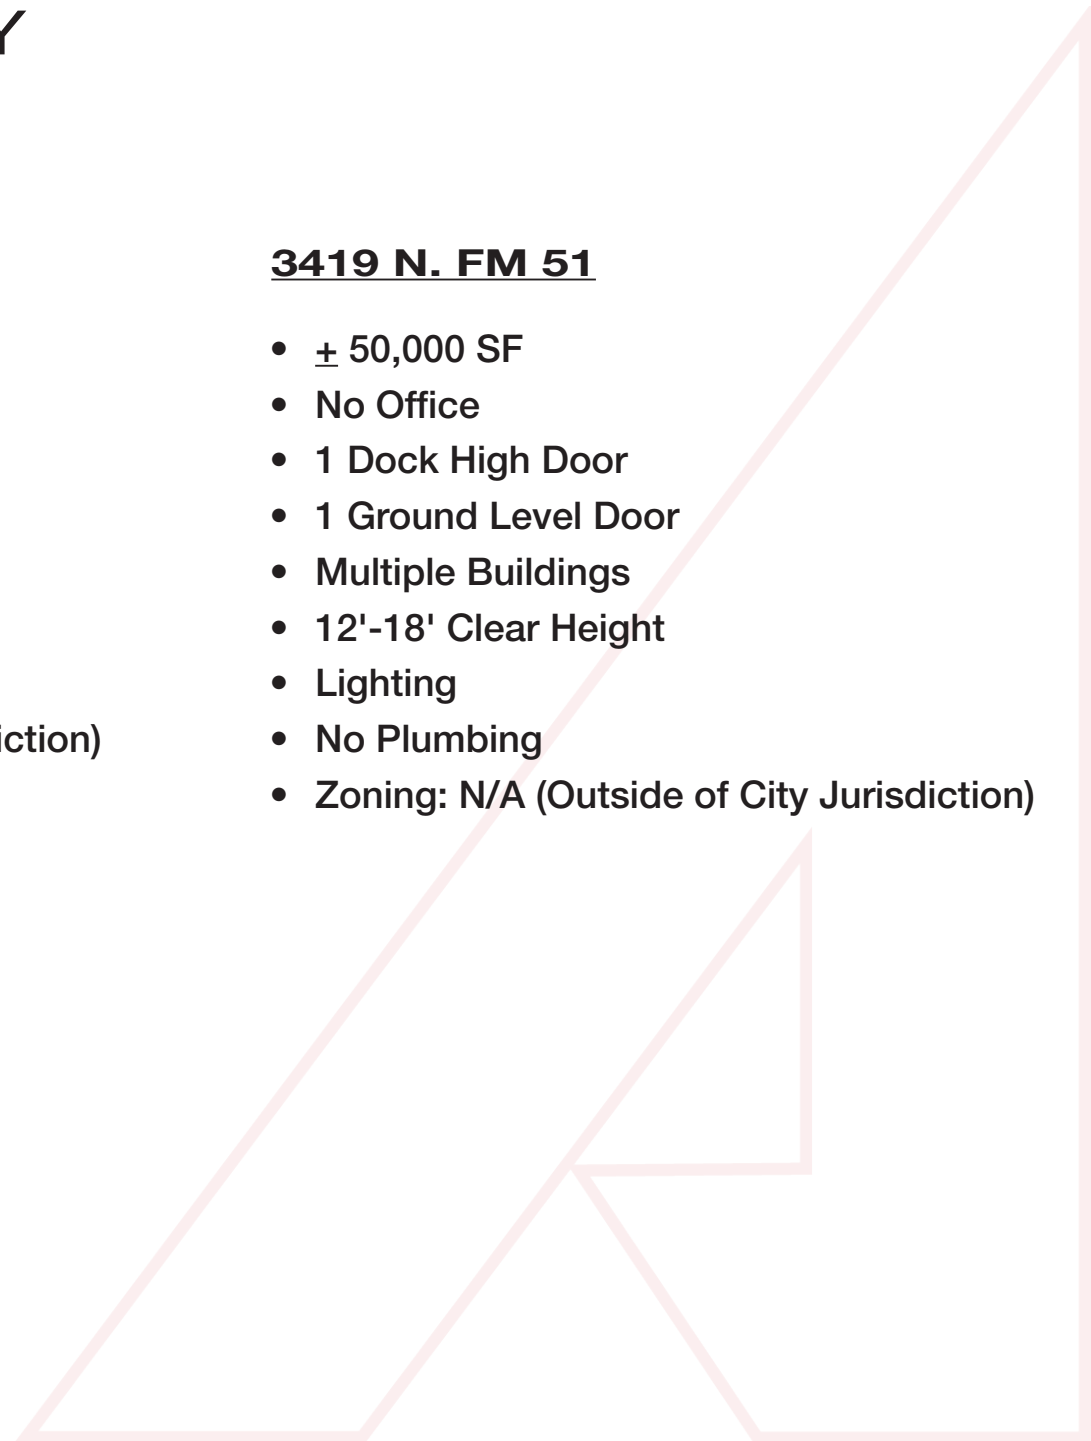 Y
3419 N. FM 51
• ± 50,000 SF
• No Office
• 1 Dock High Door
• 1 Ground Level Door
• Multiple Buildings
• 12'-18' Clear Height
• Lighting
iction)
• No Plumbing
• Zoning: N/A (Outside of City Jurisdiction)